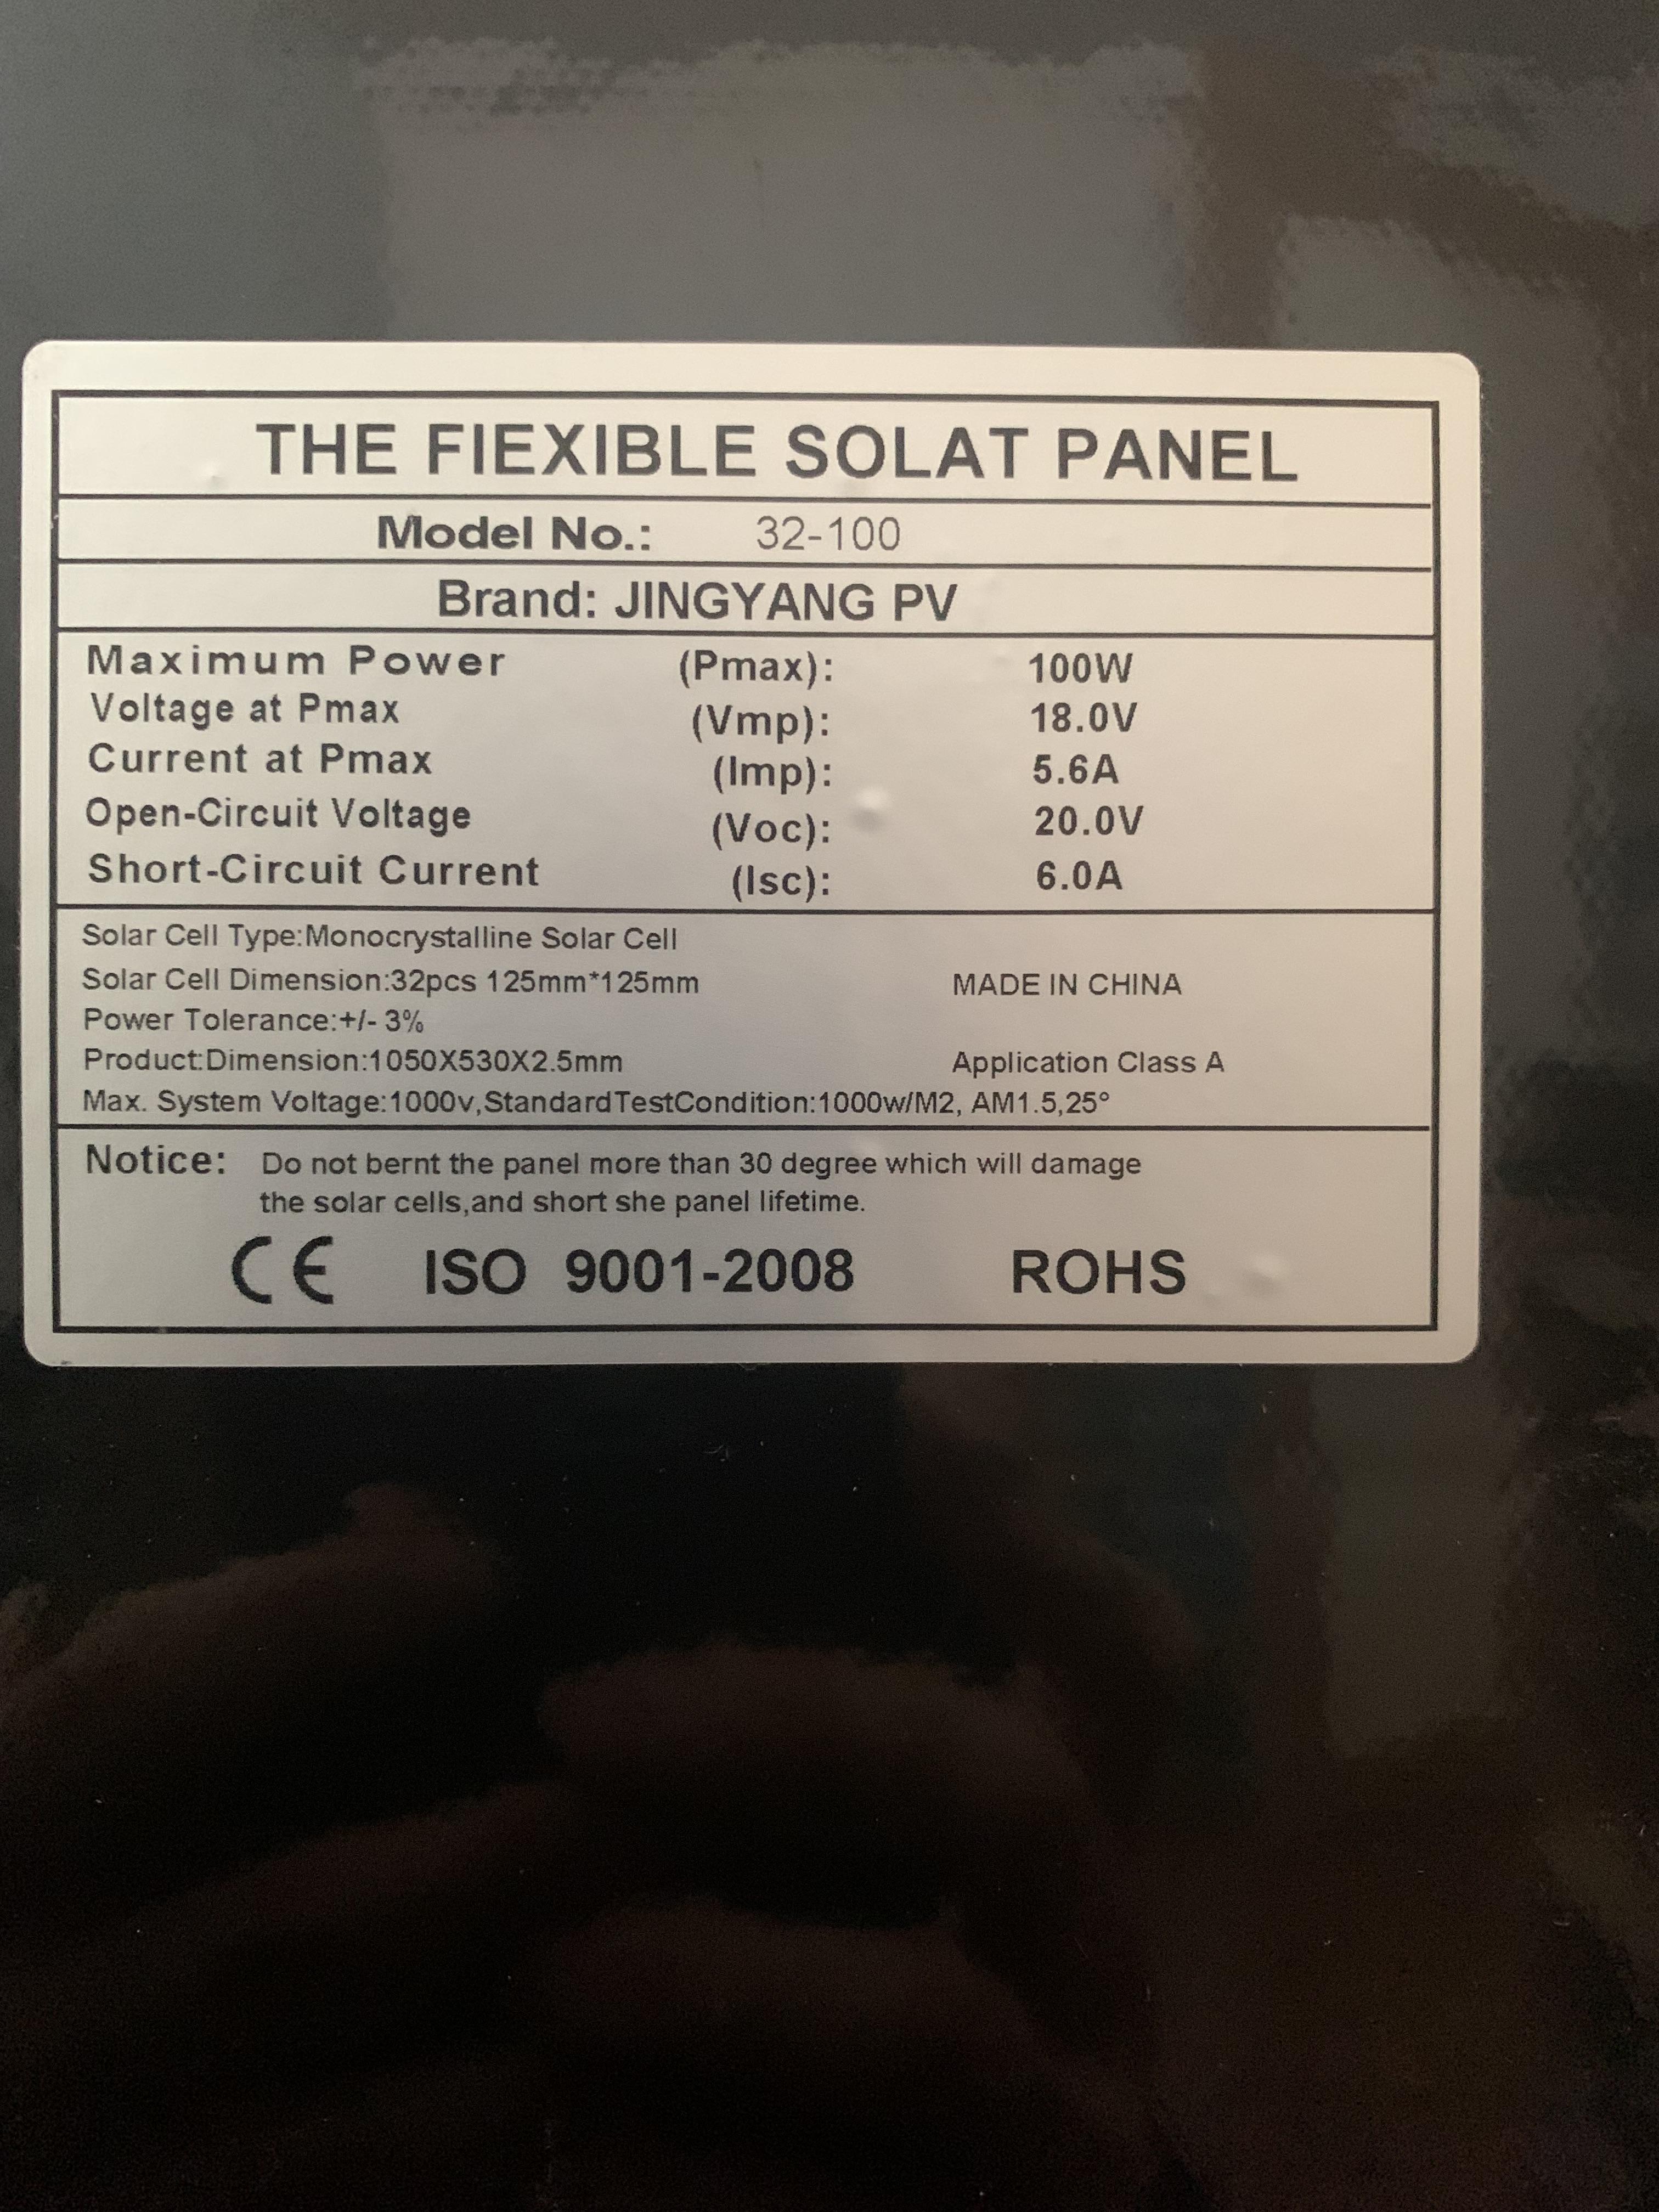 THE FIEXIBLE SOLAT PANEL
Model No.: 32-100
Brand: JINGYANG PV
Maximum Power (Pmax): 100W
Voltage at Pmax (Vmp): 18.0V
Current at Pmax (Imp): 5.6A
Open-Circuit Voltage (Voc): 20.0V
Short-Circuit Current (Isc): 6.0A
Solar Cell Type:Monocrystalline Solar Cell
Solar Cell Dimension:32pcs 125mm*125mm MADE IN CHINA
Power Tolerance:+/- 3%
Product:Dimension:1050X530X2.5mm Application Class A
Max. System Voltage:1000v,StandardTestCondition:1000w/M2, AM1.5,25°
Notice: Do not bernt the panel more than 30 degree which will damage
the solar cells,and short she panel lifetime.
CE ISO 9001-2008 ROHS